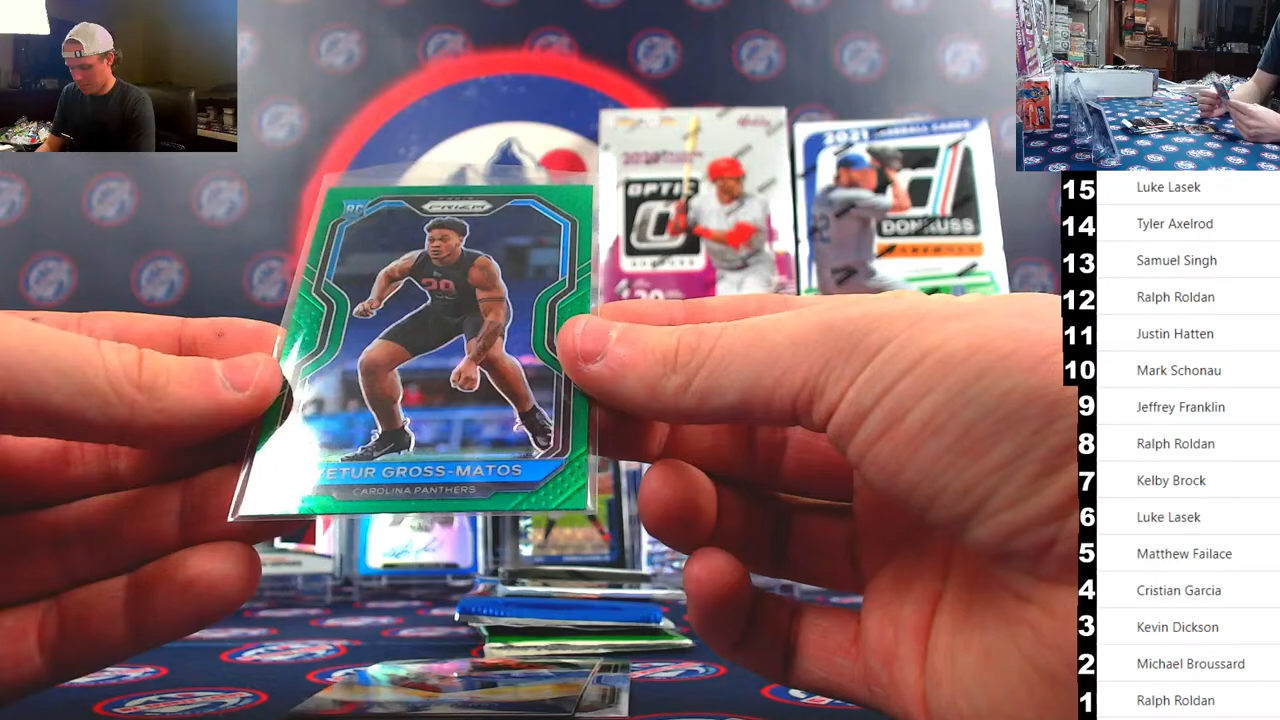 RC
PRIZM
28
YETUR GROSS-MATOS
CAROLINA PANTHERS
OPTIC
2021
DONRUSS
15 Luke Lasek
14 Tyler Axelrod
13 Samuel Singh
12 Ralph Roldan
11 Justin Hatten
10 Mark Schonau
9 Jeffrey Franklin
8 Ralph Roldan
7 Kelby Brock
6 Luke Lasek
5 Matthew Failace
4 Cristian Garcia
3 Kevin Dickson
2 Michael Broussard
1 Ralph Roldan